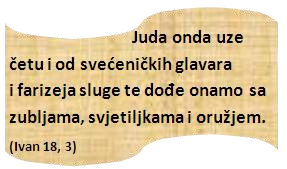 Juda onda uze
četu i od svećeničkih glavara
i farizeja sluge te dođe onamo sa
zubljama, svjetiljkama i oružjem.
(Ivan 18, 3)